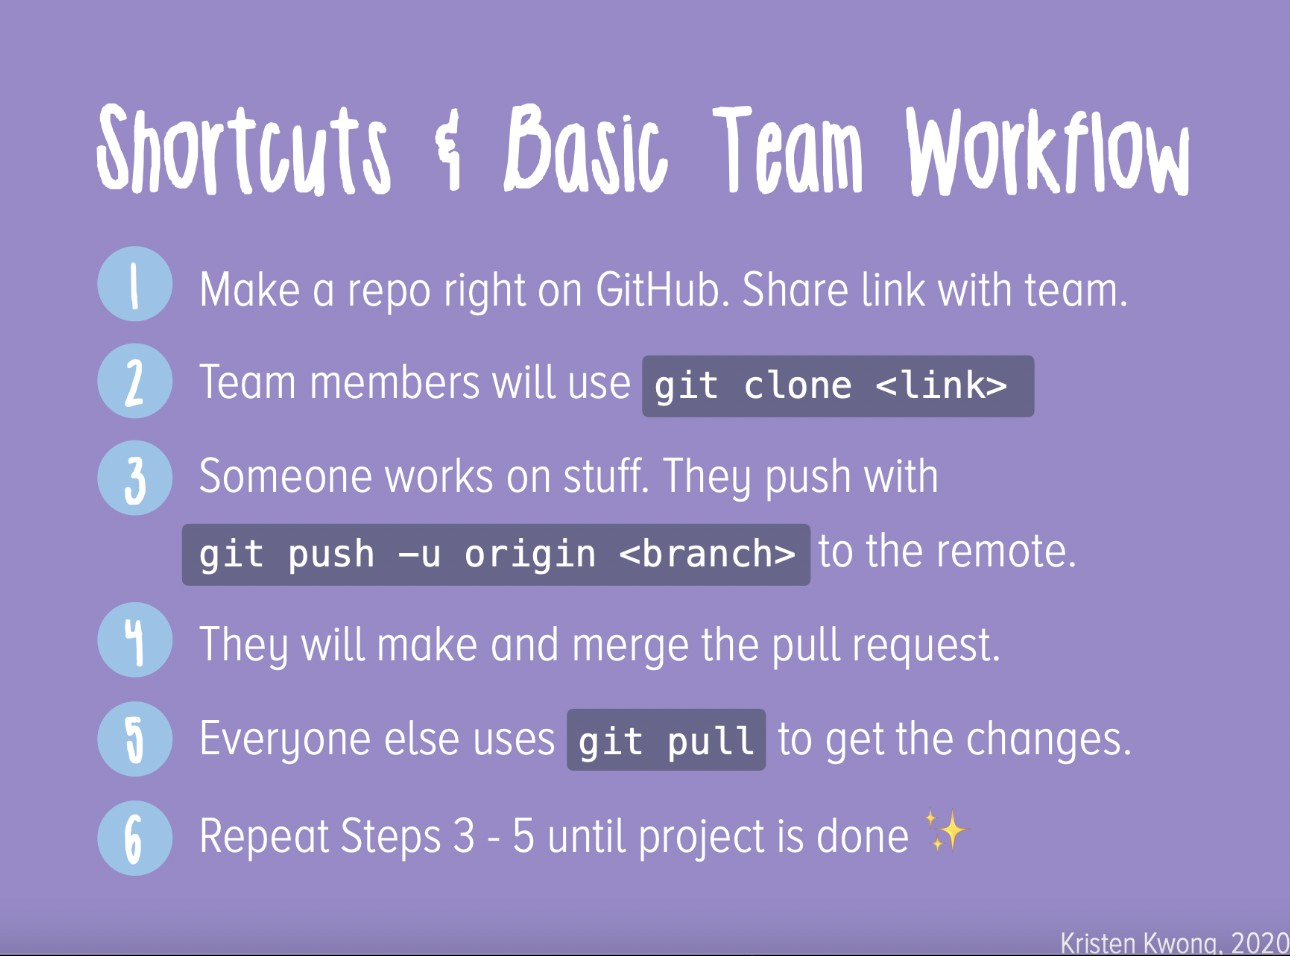 Shortcuts & Basic Team Workflow
1 Make a repo right on GitHub. Share link with team.
2 Team members will use git clone <link>
3 Someone works on stuff. They push with
git push -u origin <branch> to the remote.
4 They will make and merge the pull request.
5 Everyone else uses git pull to get the changes.
6 Repeat Steps 3 - 5 until project is done ✨
Kristen Kwong, 2020